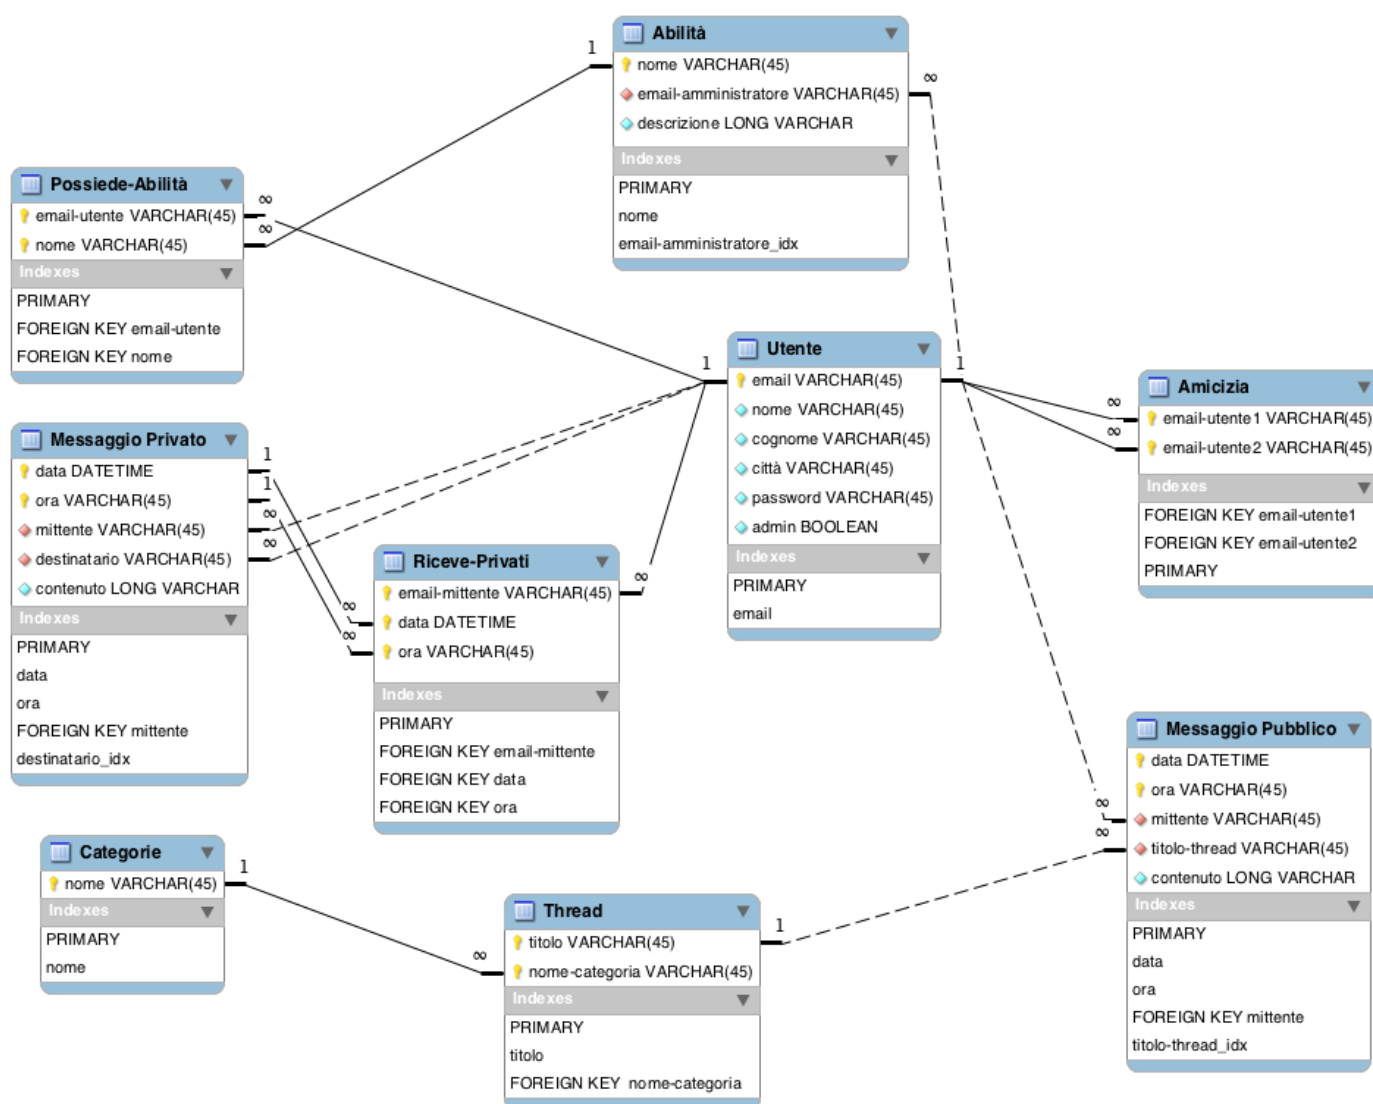 Abilità
nome VARCHAR(45)
email-amministratore VARCHAR(45)
descrizione LONG VARCHAR
Indexes
PRIMARY
nome
email-amministratore_idx
1
∞
Possiede-Abilità
email-utente VARCHAR(45)
nome VARCHAR(45)
Indexes
PRIMARY
FOREIGN KEY email-utente
FOREIGN KEY nome
∞
∞
Utente
email VARCHAR(45)
nome VARCHAR(45)
cognome VARCHAR(45)
città VARCHAR(45)
password VARCHAR(45)
admin BOOLEAN
Indexes
PRIMARY
email
1
1
Amicizia
email-utente1 VARCHAR(45)
email-utente2 VARCHAR(45)
Indexes
FOREIGN KEY email-utente1
FOREIGN KEY email-utente2
PRIMARY
∞
∞
Messaggio Privato
data DATETIME
ora VARCHAR(45)
mittente VARCHAR(45)
destinatario VARCHAR(45)
contenuto LONG VARCHAR
Indexes
PRIMARY
data
ora
FOREIGN KEY mittente
destinatario_idx
1
1
∞
∞
Riceve-Privati
email-mittente VARCHAR(45)
data DATETIME
ora VARCHAR(45)
Indexes
PRIMARY
FOREIGN KEY email-mittente
FOREIGN KEY data
FOREIGN KEY ora
∞
∞
∞
Messaggio Pubblico
data DATETIME
ora VARCHAR(45)
mittente VARCHAR(45)
titolo-thread VARCHAR(45)
contenuto LONG VARCHAR
Indexes
PRIMARY
data
ora
FOREIGN KEY mittente
titolo-thread_idx
∞
∞
Categorie
nome VARCHAR(45)
Indexes
PRIMARY
nome
1
Thread
titolo VARCHAR(45)
nome-categoria VARCHAR(45)
Indexes
PRIMARY
titolo
FOREIGN KEY nome-categoria
∞
1